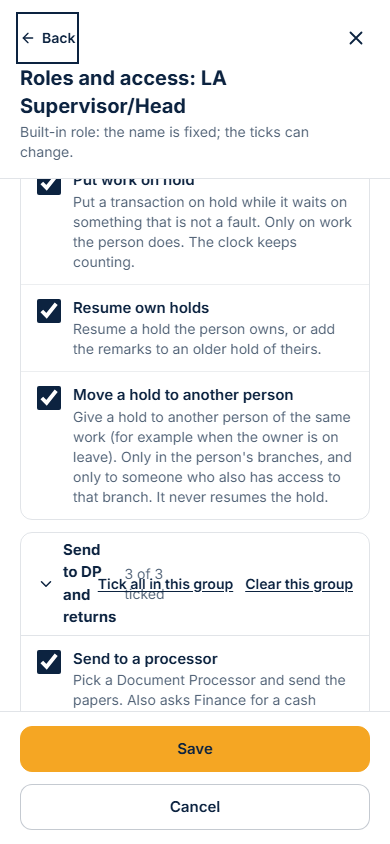 ← Back
Roles and access: LA
Supervisor/Head
Built-in role: the name is fixed; the ticks can
change.
Put work on hold
Put a transaction on hold while it waits on
something that is not a fault. Only on work
the person does. The clock keeps
counting.
Resume own holds
Resume a hold the person owns, or add
the remarks to an older hold of theirs.
Move a hold to another person
Give a hold to another person of the same
work (for example when the owner is on
leave). Only in the person's branches, and
only to someone who also has access to
that branch. It never resumes the hold.
Send
to DP
and
returns
3 of 3
ticked
Tick all in this group
Clear this group
Send to a processor
Pick a Document Processor and send the
papers. Also asks Finance for a cash
Save
Cancel